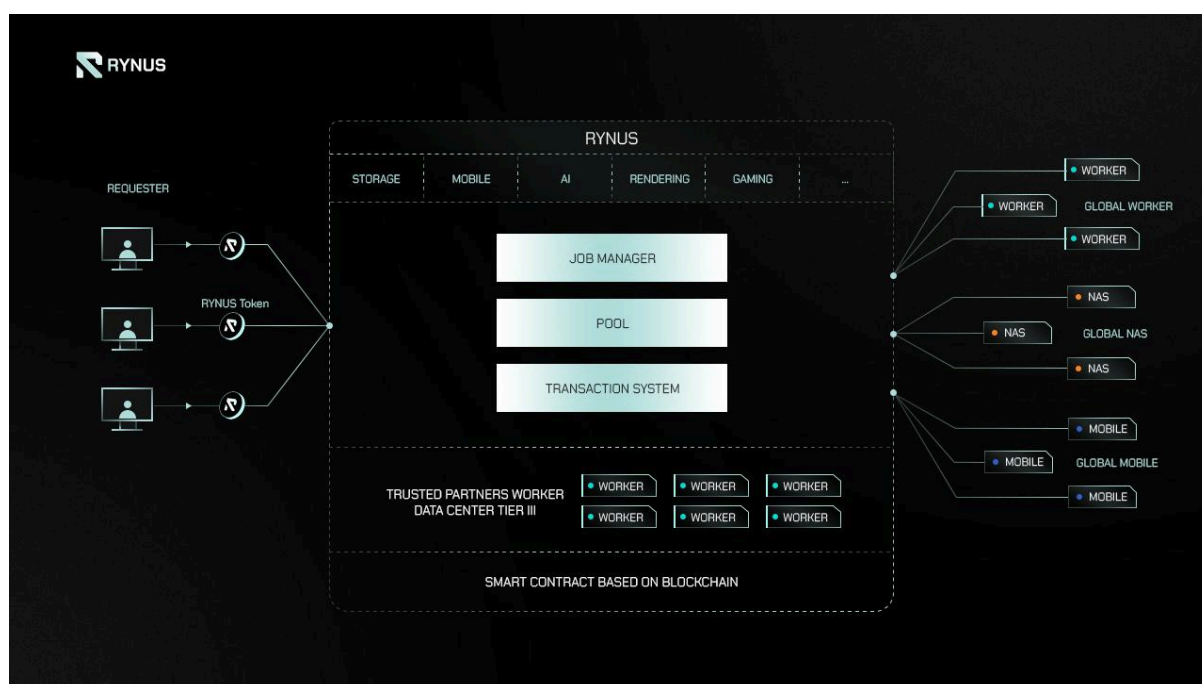 RYNUS
RYNUS
STORAGE
MOBILE
AI
RENDERING
GAMING
...
REQUESTER
RYNUS Token
JOB MANAGER
POOL
TRANSACTION SYSTEM
TRUSTED PARTNERS WORKER
DATA CENTER TIER III
WORKER
WORKER
WORKER
WORKER
WORKER
WORKER
SMART CONTRACT BASED ON BLOCKCHAIN
WORKER
WORKER
GLOBAL WORKER
WORKER
NAS
NAS
GLOBAL NAS
NAS
MOBILE
MOBILE
GLOBAL MOBILE
MOBILE